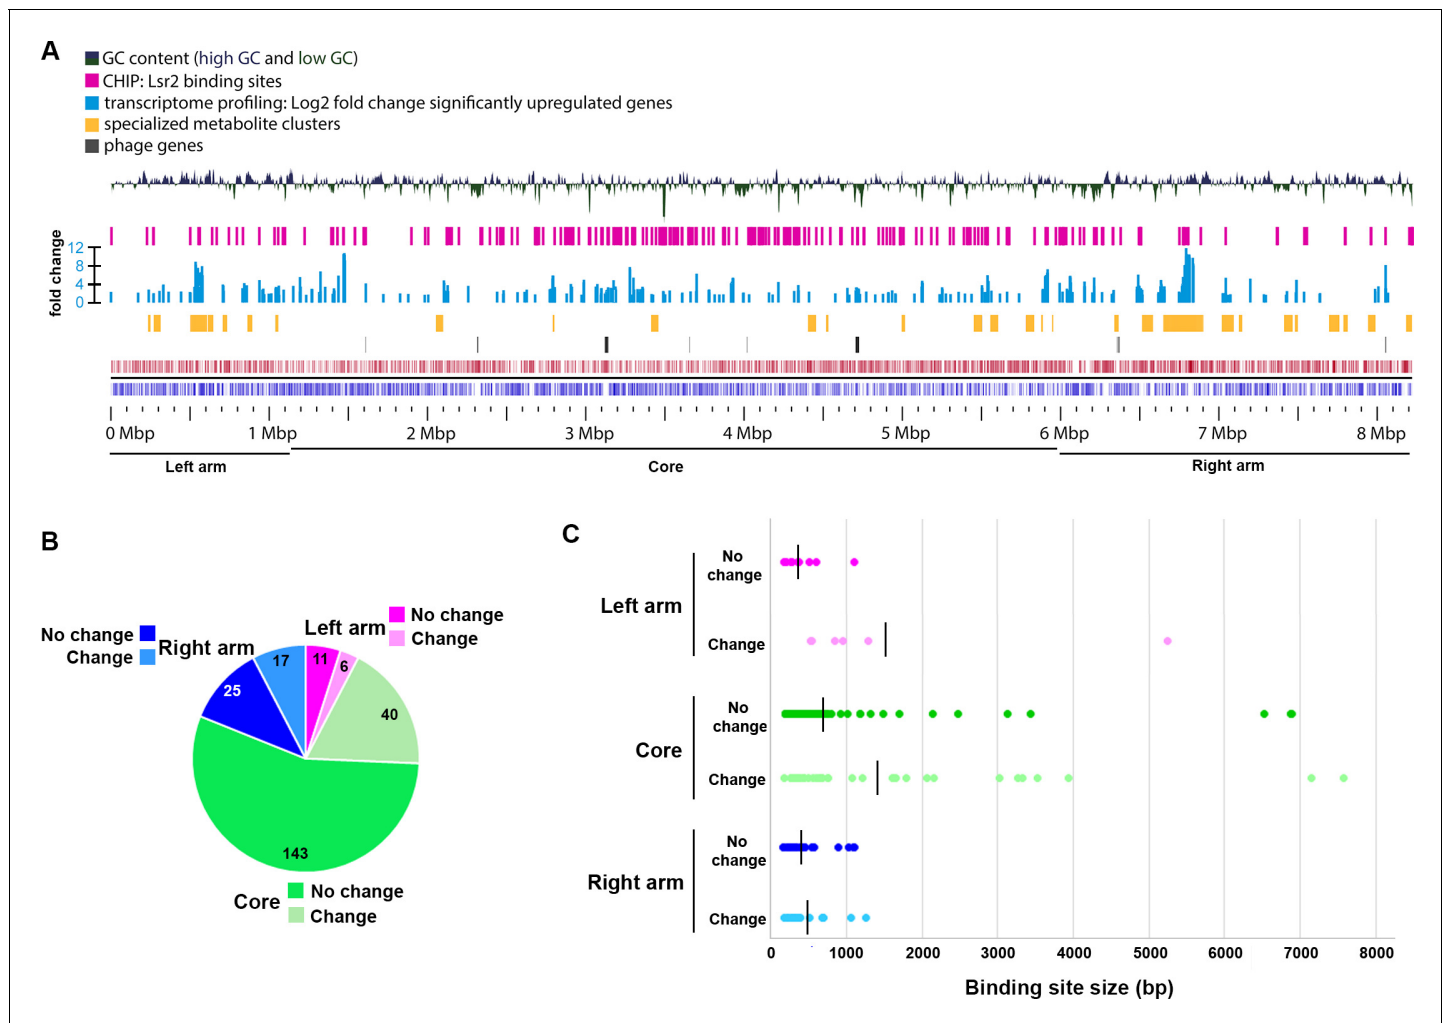 A
GC content (high GC and low GC)
CHIP: Lsr2 binding sites
transcriptome profiling: Log2 fold change significantly upregulated genes
specialized metabolite clusters
phage genes
fold change
12
8
4
0
0 Mbp 1 Mbp 2 Mbp 3 Mbp 4 Mbp 5 Mbp 6 Mbp 7 Mbp 8 Mbp
Left arm Core Right arm
B
No change
Change
Right arm
Left arm
No change
Change
17
11
6
25
40
143
Core
No change
Change
C
Left arm
No
change
Change
Core
No
change
Change
Right arm
No
change
Change
0 1000 2000 3000 4000 5000 6000 7000 8000
Binding site size (bp)